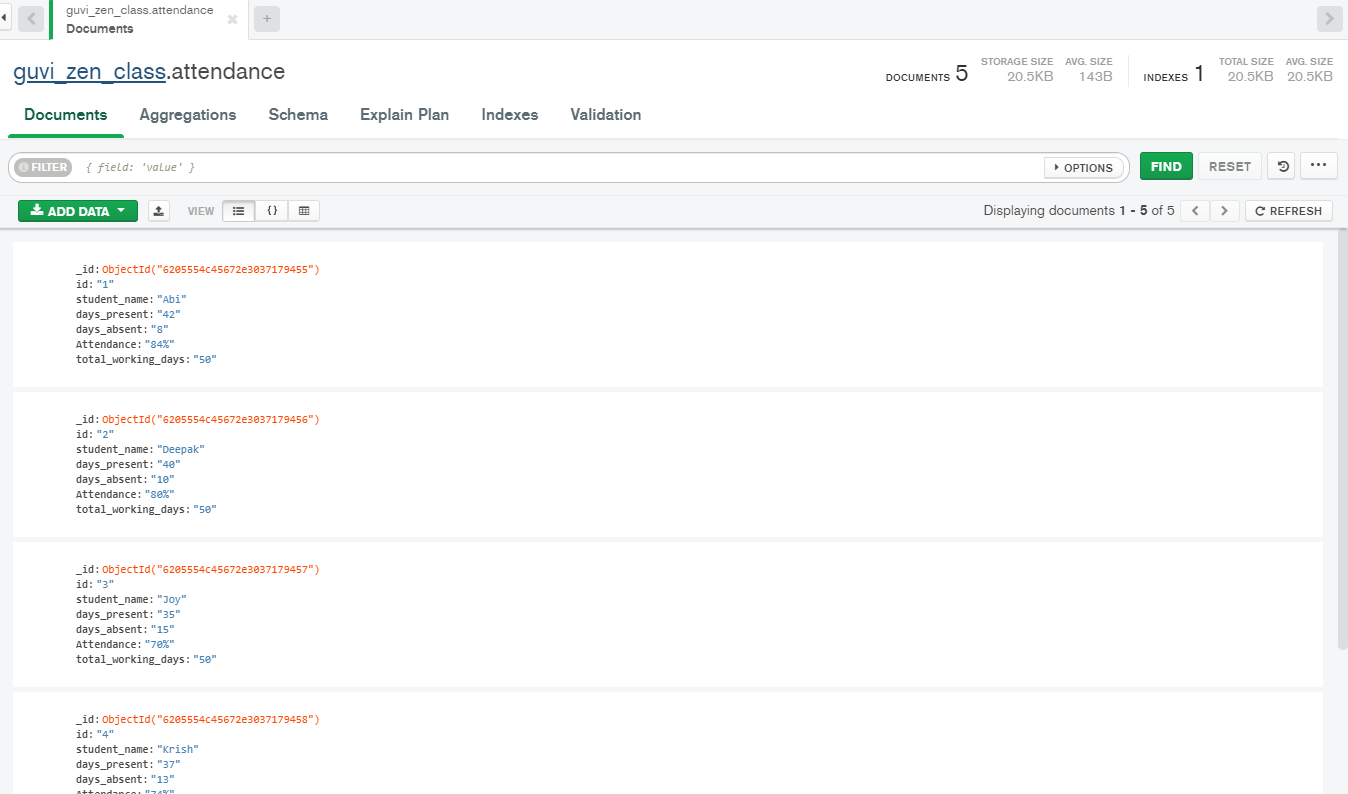 guvi_zen_class.attendance
Documents
guvi_zen_class.attendance
DOCUMENTS 5
STORAGE SIZE
20.5KB
AVG. SIZE
143B
INDEXES 1
TOTAL SIZE
20.5KB
AVG. SIZE
20.5KB
Documents Aggregations Schema Explain Plan Indexes Validation
FILTER { field: 'value' } OPTIONS FIND RESET ...
ADD DATA VIEW {} Displaying documents 1 - 5 of 5 REFRESH
_id: ObjectId("6205554c45672e3037179455")
id: "1"
student_name: "Abi"
days_present: "42"
days_absent: "8"
Attendance: "84%"
total_working_days: "50"
_id: ObjectId("6205554c45672e3037179456")
id: "2"
student_name: "Deepak"
days_present: "40"
days_absent: "10"
Attendance: "80%"
total_working_days: "50"
_id: ObjectId("6205554c45672e3037179457")
id: "3"
student_name: "Joy"
days_present: "35"
days_absent: "15"
Attendance: "70%"
total_working_days: "50"
_id: ObjectId("6205554c45672e3037179458")
id: "4"
student_name: "Krish"
days_present: "37"
days_absent: "13"
Attendance: "74%"